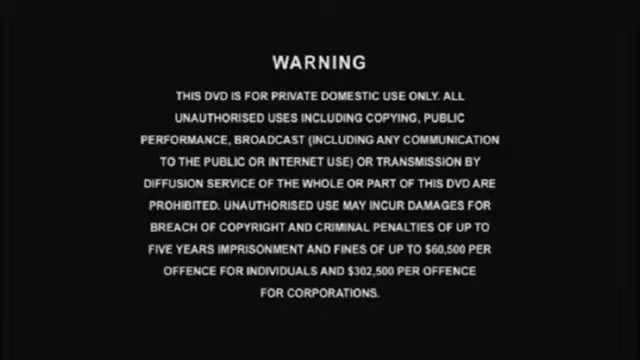 WARNING
THIS DVD IS FOR PRIVATE DOMESTIC USE ONLY. ALL
UNAUTHORISED USES INCLUDING COPYING, PUBLIC
PERFORMANCE, BROADCAST (INCLUDING ANY COMMUNICATION
TO THE PUBLIC OR INTERNET USE) OR TRANSMISSION BY
DIFFUSION SERVICE OF THE WHOLE OR PART OF THIS DVD ARE
PROHIBITED. UNAUTHORISED USE MAY INCUR DAMAGES FOR
BREACH OF COPYRIGHT AND CRIMINAL PENALTIES OF UP TO
FIVE YEARS IMPRISONMENT AND FINES OF UP TO $60,500 PER
OFFENCE FOR INDIVIDUALS AND $302,500 PER OFFENCE
FOR CORPORATIONS.